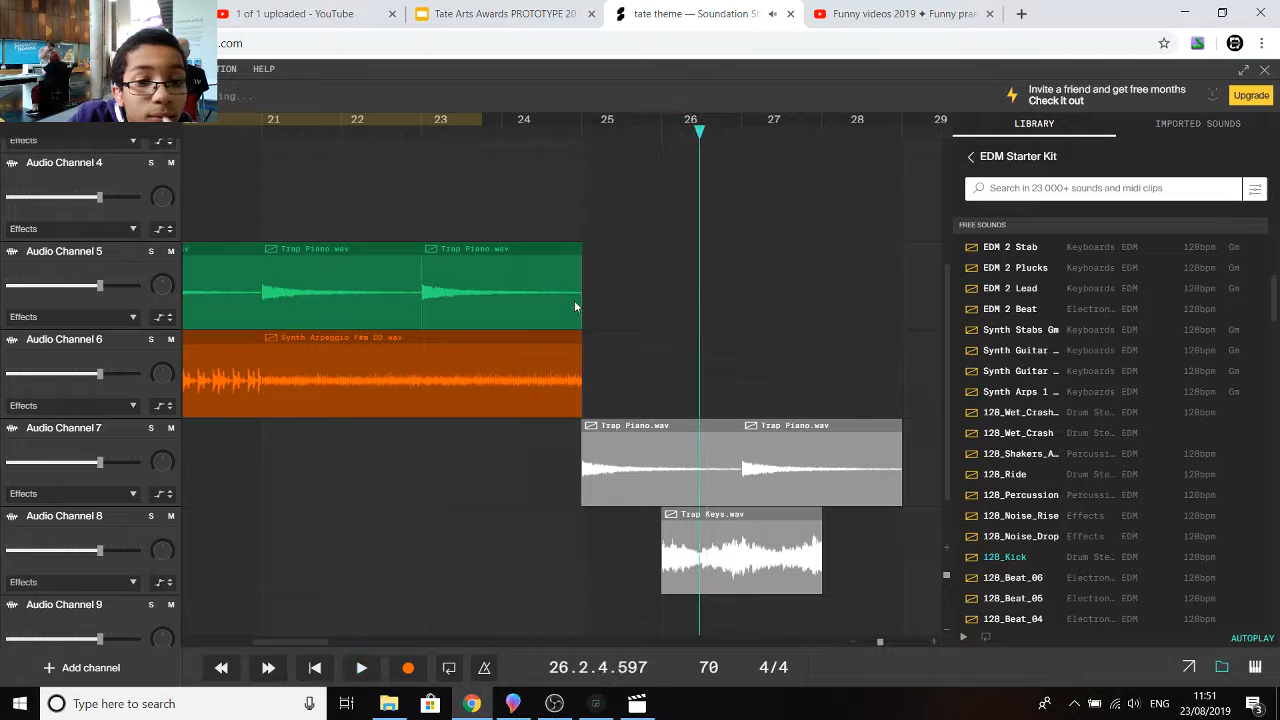 1 of 1 uploaded - YouTube
Tate Art Awards PROTOTYPE 20
tate theme — Soundation St
Funny
.com
TION HELP
Invite a friend and get free months
Check it out
Upgrade
21 22 23 24 25 26 27 28 29
LIBRARY IMPORTED SOUNDS
EDM Starter Kit
Search in 23 000+ sounds and midi clips
FREE SOUNDS
EDM 2 Stab Keyboards EDM 128bpm Gm
EDM 2 Plucks Keyboards EDM 128bpm Gm
EDM 2 Lead Keyboards EDM 128bpm Gm
EDM 2 Beat Electron... EDM 128bpm
Synth Stabs Gm Keyboards EDM 128bpm Gm
Synth Guitar ... Keyboards EDM 128bpm Gm
Synth Guitar ... Keyboards EDM 128bpm Gm
Synth Arps 1 ... Keyboards EDM 128bpm Gm
128_Wet_Crash... Drum Ste... EDM 128bpm
128_Wet_Crash Drum Ste... EDM 128bpm
128_Shakers_A... Percussi... EDM 128bpm
128_Ride Drum Ste... EDM 128bpm
128_Percussion Percussi... EDM 128bpm
128_Noise_Rise Effects EDM 128bpm
128_Noise_Drop Effects EDM 128bpm
128_Kick Drum Ste... EDM 128bpm
128_Beat_06 Electron... EDM 128bpm
128_Beat_05 Electron... EDM 128bpm
128_Beat_04 Electron... EDM 128bpm
AUTOPLAY
Effects
Audio Channel 4 S M
Effects
Audio Channel 5 S M
Trap Piano.wav Trap Piano.wav
Effects
Audio Channel 6 S M
Synth Arpeggio F#m DD.wav
Effects
Audio Channel 7 S M
Trap Piano.wav Trap Piano.wav
Effects
Audio Channel 8 S M
Trap Keys.wav
Effects
Audio Channel 9 S M
Add channel
26.2.4.597 70 4/4
Type here to search
11:51
23/08/2019
3